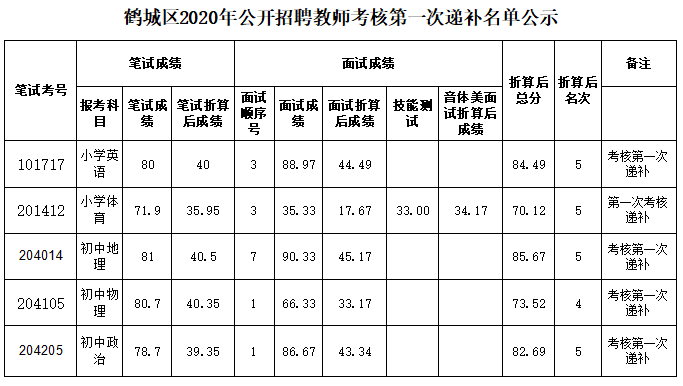 鹤城区2020年公开招聘教师考核第一次递补名单公示
笔试考号 笔试成绩 面试成绩 折算后总分 折算后名次 备注
报考科目 笔试成绩 笔试折算后成绩 面试顺序号 面试成绩 面试折算后成绩 技能测试 音体美面试折算后成绩
101717 小学英语 80 40 3 88.97 44.49 84.49 5 考核第一次递补
201412 小学体育 71.9 35.95 3 35.33 17.67 33.00 34.17 70.12 5 第一次考核递补
204014 初中地理 81 40.5 7 90.33 45.17 85.67 5 考核第一次递补
204105 初中物理 80.7 40.35 1 66.33 33.17 73.52 4 考核第一次递补
204205 初中政治 78.7 39.35 1 86.67 43.34 82.69 5 考核第一次递补